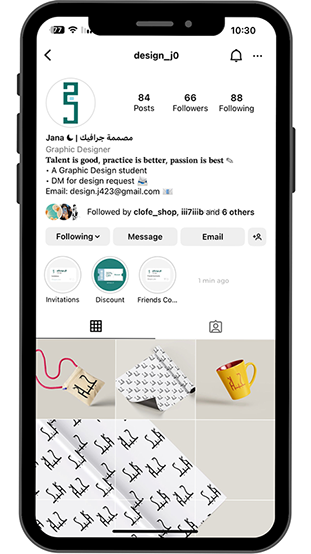 77
10:30
design_j0
84 66 88
Posts Followers Following
Jana ☾ | مصممة جرافيك
Graphic Designer
Talent is good, practice is better, passion is best ✎
• A Graphic Design student
• DM for design request 📨
Email: design.j423@gmail.com 📧
Followed by clofe_shop, iii7iiib and 6 others
Following Message Email
Invitations Discount Friends Co...
1 min ago